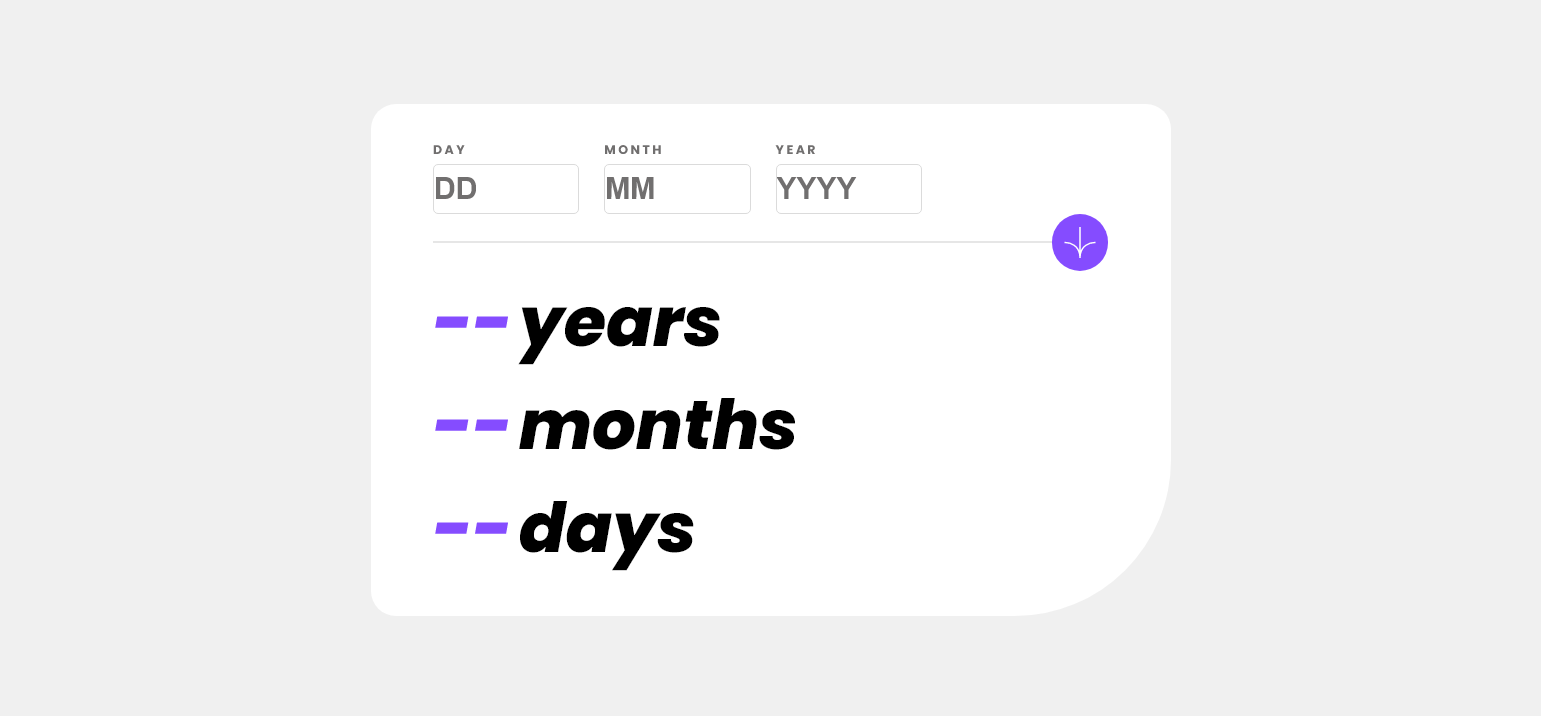 DAY MONTH YEAR
DD MM YYYY
-- years
-- months
-- days